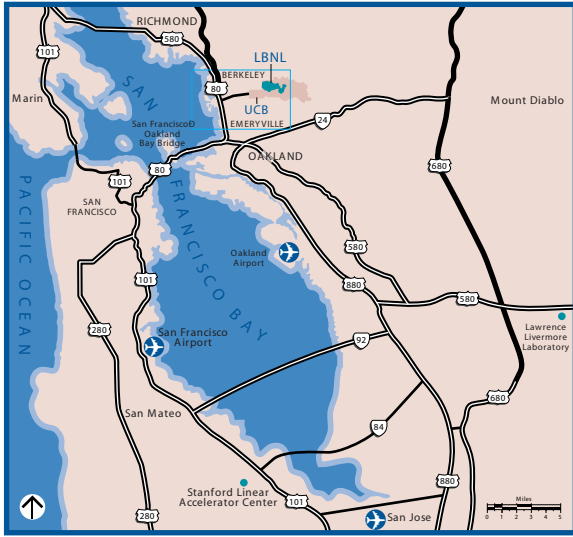 RICHMOND
580
101
LBNL
BERKELEY
80
Marin
SAN
UCB
Mount Diablo
San FranciscoÐ
Oakland
Bay Bridge
EMERYVILLE
24
OAKLAND
80
680
101
SAN
FRANCISCO
PACIFIC OCEAN
FRANCISCO BAY
Oakland
Airport
580
101
880
580
280
San Francisco
Airport
92
Lawrence
Livermore
Laboratory
680
San Mateo
84
880
Stanford Linear
Accelerator Center
101
280
San Jose
Miles
0 1 2 3 4 5